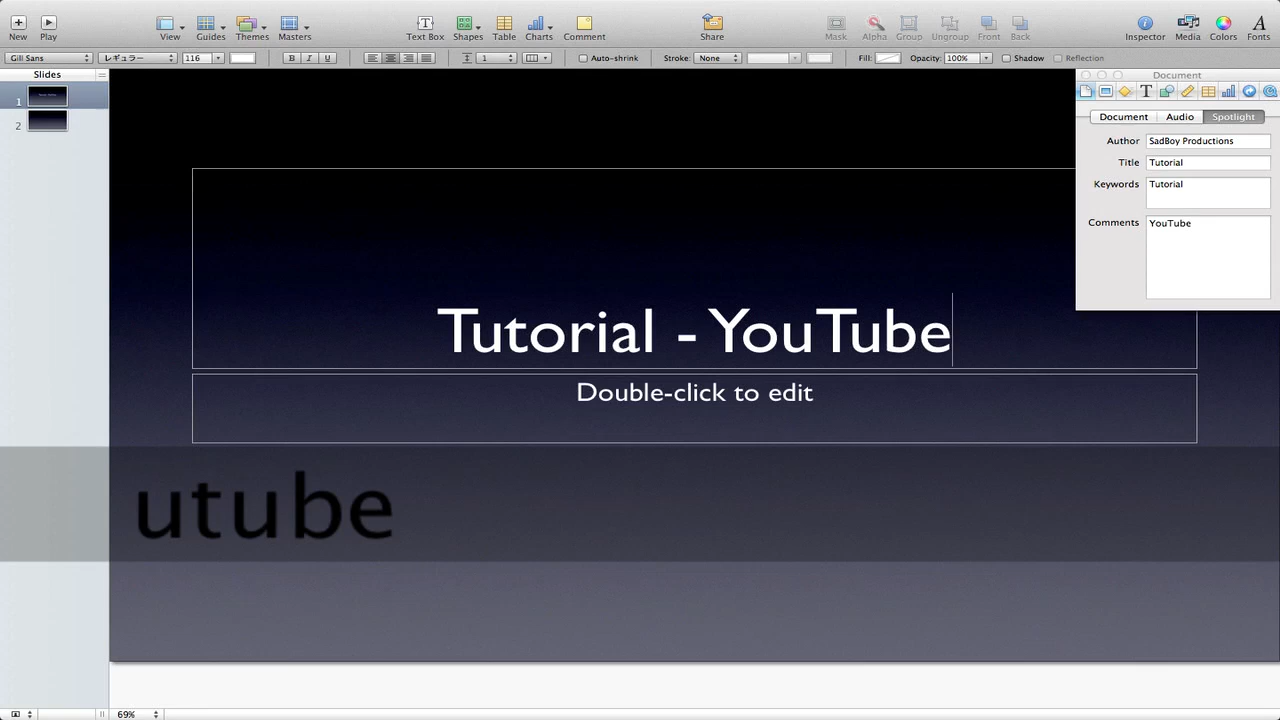 New Play View Guides Themes Masters Text Box Shapes Table Charts Comment Share Mask Alpha Group Ungroup Front Back Inspector Media Colors Fonts
Gill Sans レギュラー 116 B I U 1 Auto-shrink Stroke: None Fill: Opacity: 100% Shadow Reflection
Slides
1
2
Document
T
Document Audio Spotlight
Author SadBoy Productions
Title Tutorial
Keywords Tutorial
Comments YouTube
Tutorial - YouTube
Double-click to edit
utube
69%